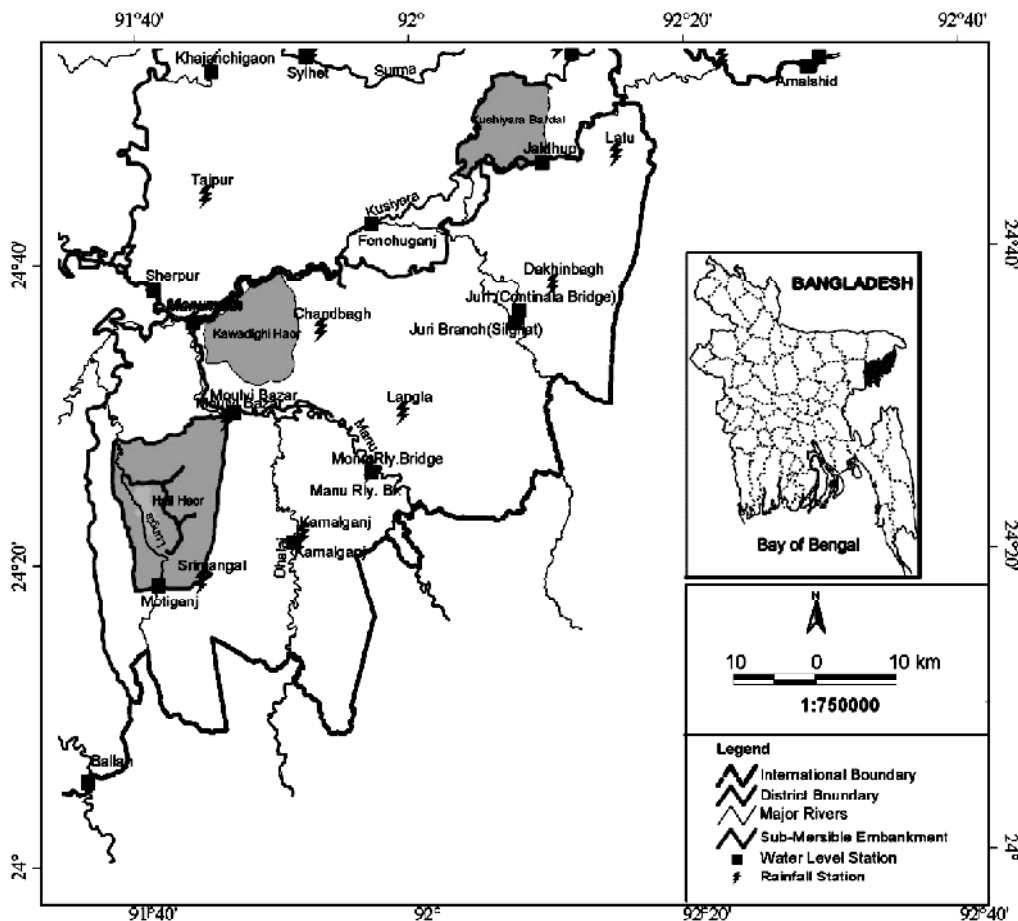 91°40'
92°
92°20'
92°40'
Khajanchigaon
Sylhet
Surma
Amalshid
Kushiyara Bardal
Jaldhup
Lalu
Tajpur
Kusiyara
Fenchuganj
24°40'
24°40'
Sherpur
Dakhinbagh
Juri (Continala Bridge)
Juri Branch(Silghat)
Kawadighi Haor
Chandbagh
BANGLADESH
Moulvi Bazar
Moulvi Bazar
Langla
Manu
Monu Rly.Bridge
Manu Rly. Br.
Hail Haor
Kamalganj
Kamalganj
Dhalai
Bay of Bengal
24°20'
24°20'
Srimangal
Motiganj
N
10 0 10 km
1:750000
Ballah
Legend
International Boundary
District Boundary
Major Rivers
Sub-Mersible Embankment
Water Level Station
Rainfall Station
24°
24°
91°40'
92°
92°20'
92°40'